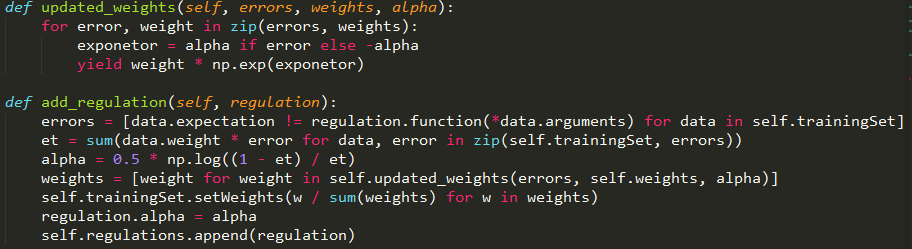 def updated_weights(self, errors, weights, alpha):
    for error, weight in zip(errors, weights):
        exponetor = alpha if error else -alpha
        yield weight * np.exp(exponetor)

def add_regulation(self, regulation):
    errors = [data.expectation != regulation.function(*data.arguments) for data in self.trainingSet]
    et = sum(data.weight * error for data, error in zip(self.trainingSet, errors))
    alpha = 0.5 * np.log((1 - et) / et)
    weights = [weight for weight in self.updated_weights(errors, self.weights, alpha)]
    self.trainingSet.setWeights(w / sum(weights) for w in weights)
    regulation.alpha = alpha
    self.regulations.append(regulation)